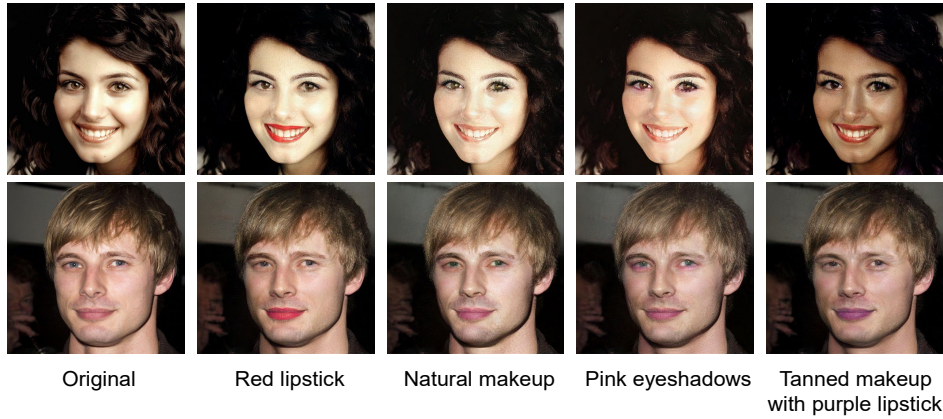 Original
Red lipstick
Natural makeup
Pink eyeshadows
Tanned makeup
with purple lipstick